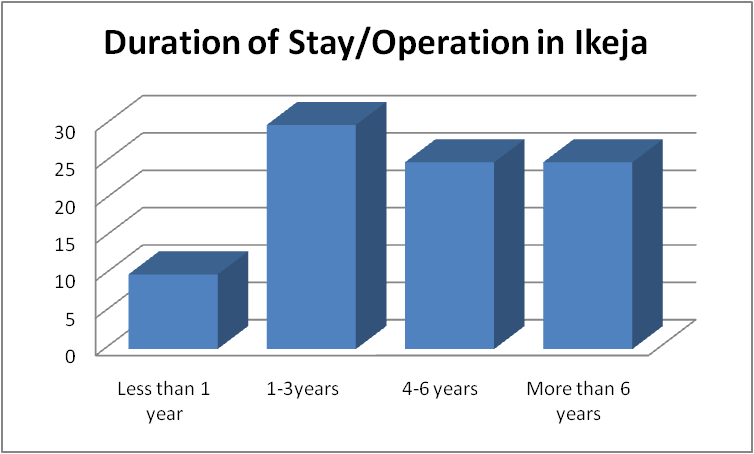 Duration of Stay/Operation in Ikeja
30
25
20
15
10
5
0
Less than 1
year
1-3years
4-6 years
More than 6
years